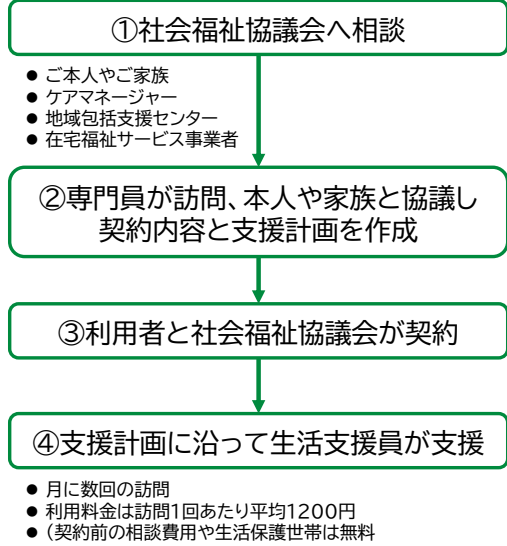 ①社会福祉協議会へ相談
● ご本人やご家族
● ケアマネージャー
● 地域包括支援センター
● 在宅福祉サービス事業者
②専門員が訪問、本人や家族と協議し
契約内容と支援計画を作成
③利用者と社会福祉協議会が契約
④支援計画に沿って生活支援員が支援
● 月に数回の訪問
● 利用料金は訪問1回あたり平均1200円
● (契約前の相談費用や生活保護世帯は無料